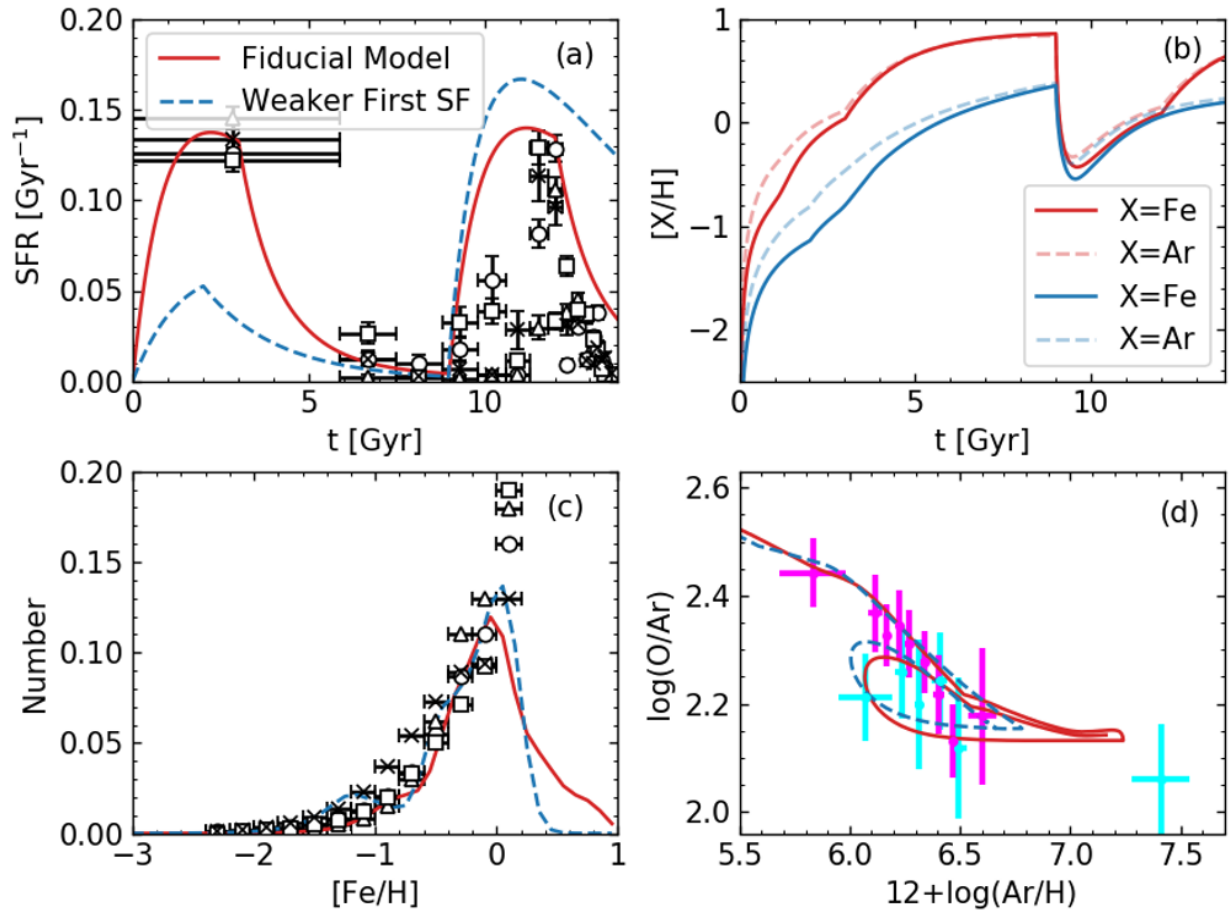 0.20
0.15
0.10
0.05
0.00
SFR [Gyr⁻¹]
Fiducial Model
Weaker First SF
(a)
0 5 10
t [Gyr]
1
0
−1
−2
[X/H]
(b)
X=Fe
X=Ar
X=Fe
X=Ar
0 5 10
t [Gyr]
0.20
0.15
0.10
0.05
0.00
Number
(c)
−3 −2 −1 0 1
[Fe/H]
2.6
2.4
2.2
2.0
log(O/Ar)
(d)
5.5 6.0 6.5 7.0 7.5
12+log(Ar/H)